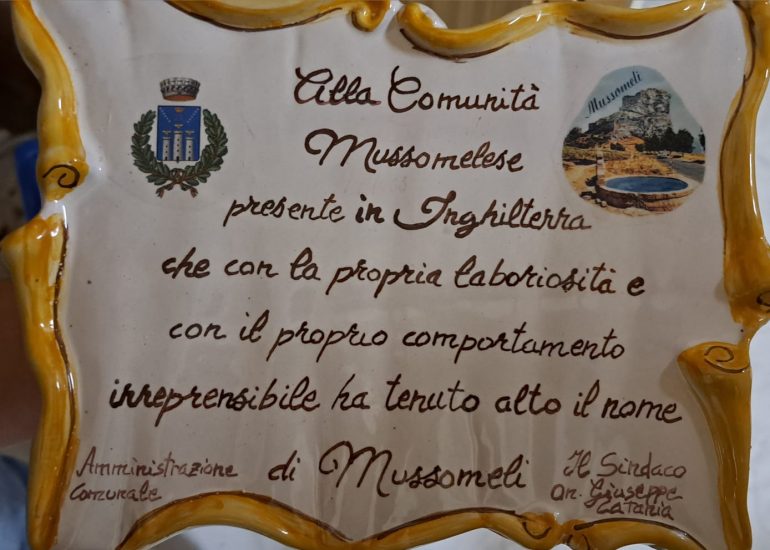 Mussomeli
Alla Comunità
Mussomelese
presente in Inghilterra
che con la propria laboriosità e
con il proprio comportamento
irreprensibile ha tenuto alto il nome
di Mussomeli
Amministrazione
Comunale
Il Sindaco
On. Giuseppe
Catania